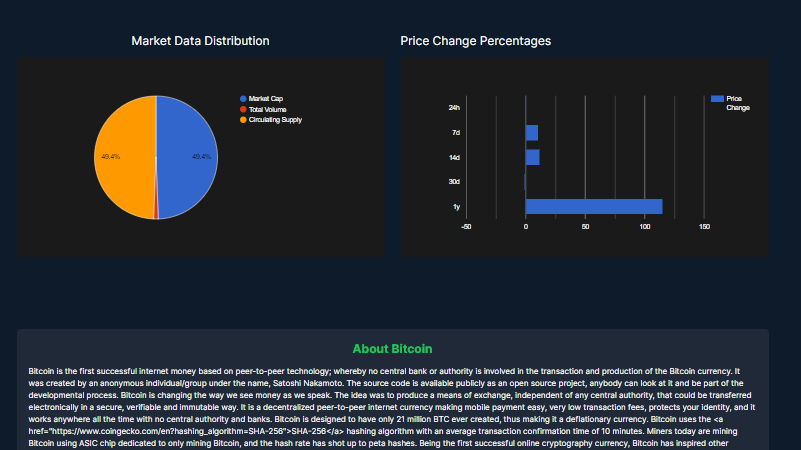 Market Data Distribution
Market Cap
Total Volume
Circulating Supply
49.4%
49.4%
Price Change Percentages
24h
7d
14d
30d
1y
-50
0
50
100
150
Price
Change
About Bitcoin
Bitcoin is the first successful internet money based on peer-to-peer technology; whereby no central bank or authority is involved in the transaction and production of the Bitcoin currency. It
was created by an anonymous individual/group under the name, Satoshi Nakamoto. The source code is available publicly as an open source project, anybody can look at it and be part of the
developmental process. Bitcoin is changing the way we see money as we speak. The idea was to produce a means of exchange, independent of any central authority, that could be transferred
electronically in a secure, verifiable and immutable way. It is a decentralized peer-to-peer internet currency making mobile payment easy, very low transaction fees, protects your identity, and it
works anywhere all the time with no central authority and banks. Bitcoin is designed to have only 21 million BTC ever created, thus making it a deflationary currency. Bitcoin uses the <a
href="https://www.coingecko.com/en?hashing_algorithm=SHA-256">SHA-256</a> hashing algorithm with an average transaction confirmation time of 10 minutes. Miners today are mining
Bitcoin using ASIC chip dedicated to only mining Bitcoin, and the hash rate has shot up to peta hashes. Being the first successful online cryptography currency, Bitcoin has inspired other